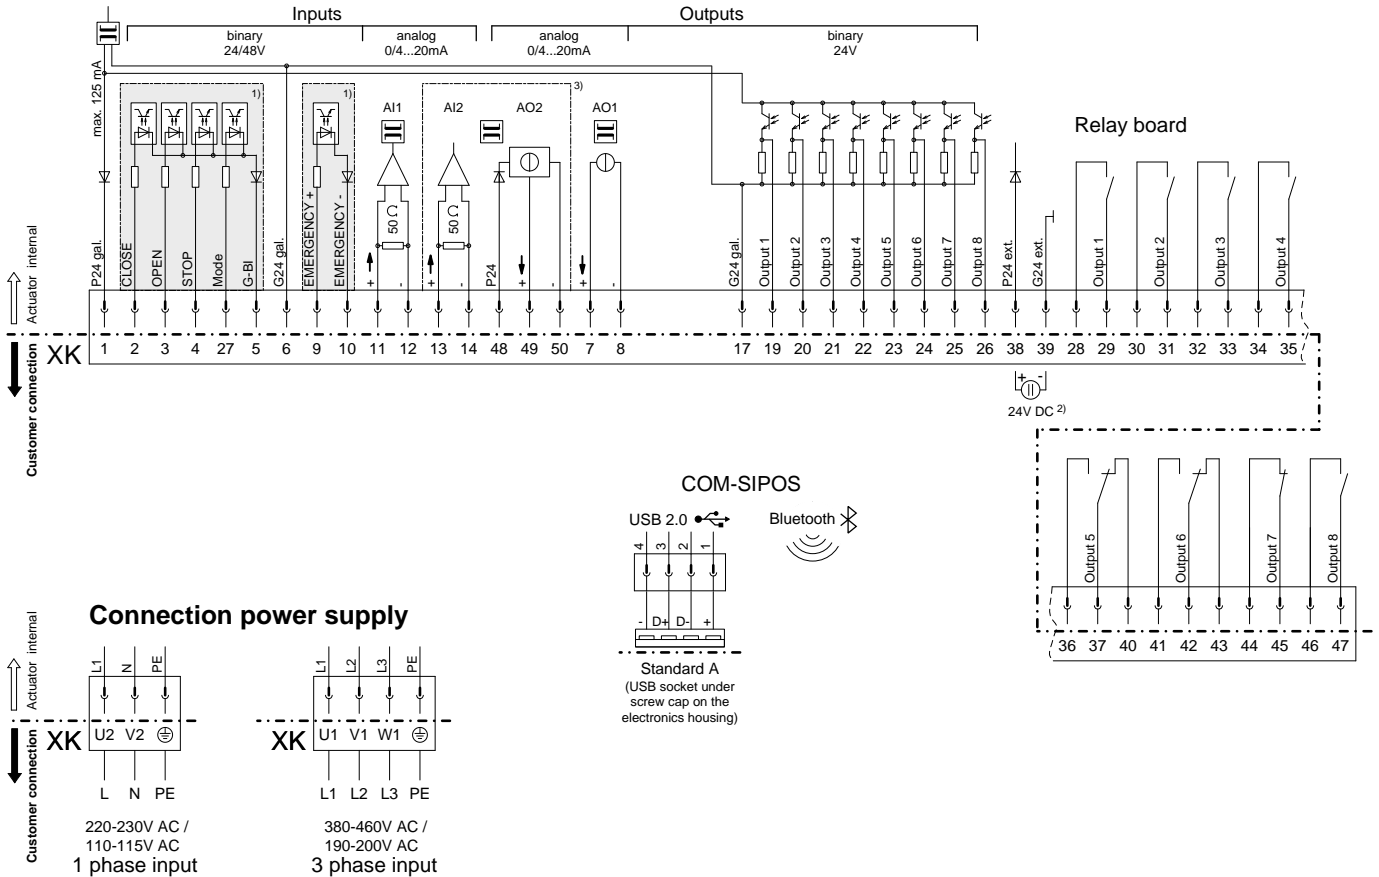 Inputs
Outputs
binary
24/48V
analog
0/4...20mA
analog
0/4...20mA
binary
24V
max. 125 mA
1)
1)
AI1
AI2
AO2
3)
AO1
Relay board
50 Ω
50 Ω
P24 gal.
CLOSE
OPEN
STOP
Mode
G-BI
G24 gal.
EMERGENCY +
EMERGENCY -
+
-
+
-
P24
+
-
+
-
G24 gal.
Output 1
Output 2
Output 3
Output 4
Output 5
Output 6
Output 7
Output 8
P24 ext.
G24 ext.
Output 1
Output 2
Output 3
Output 4
Actuator internal
Customer connection
XK 1 2 3 4 27 5 6 9 10 11 12 13 14 48 49 50 7 8 17 19 20 21 22 23 24 25 26 38 39 28 29 30 31 32 33 34 35
+ -
24V DC 2)
COM-SIPOS
USB 2.0
Bluetooth
4 3 2 1
- D+ D- +
Standard A
(USB socket under
screw cap on the
electronics housing)
Output 5
Output 6
Output 7
Output 8
36 37 40 41 42 43 44 45 46 47
Connection power supply
Actuator internal
Customer connection
L1 N PE
XK U2 V2
L N PE
220-230V AC /
110-115V AC
1 phase input
L1 L2 L3 PE
XK U1 V1 W1
L1 L2 L3 PE
380-460V AC /
190-200V AC
3 phase input